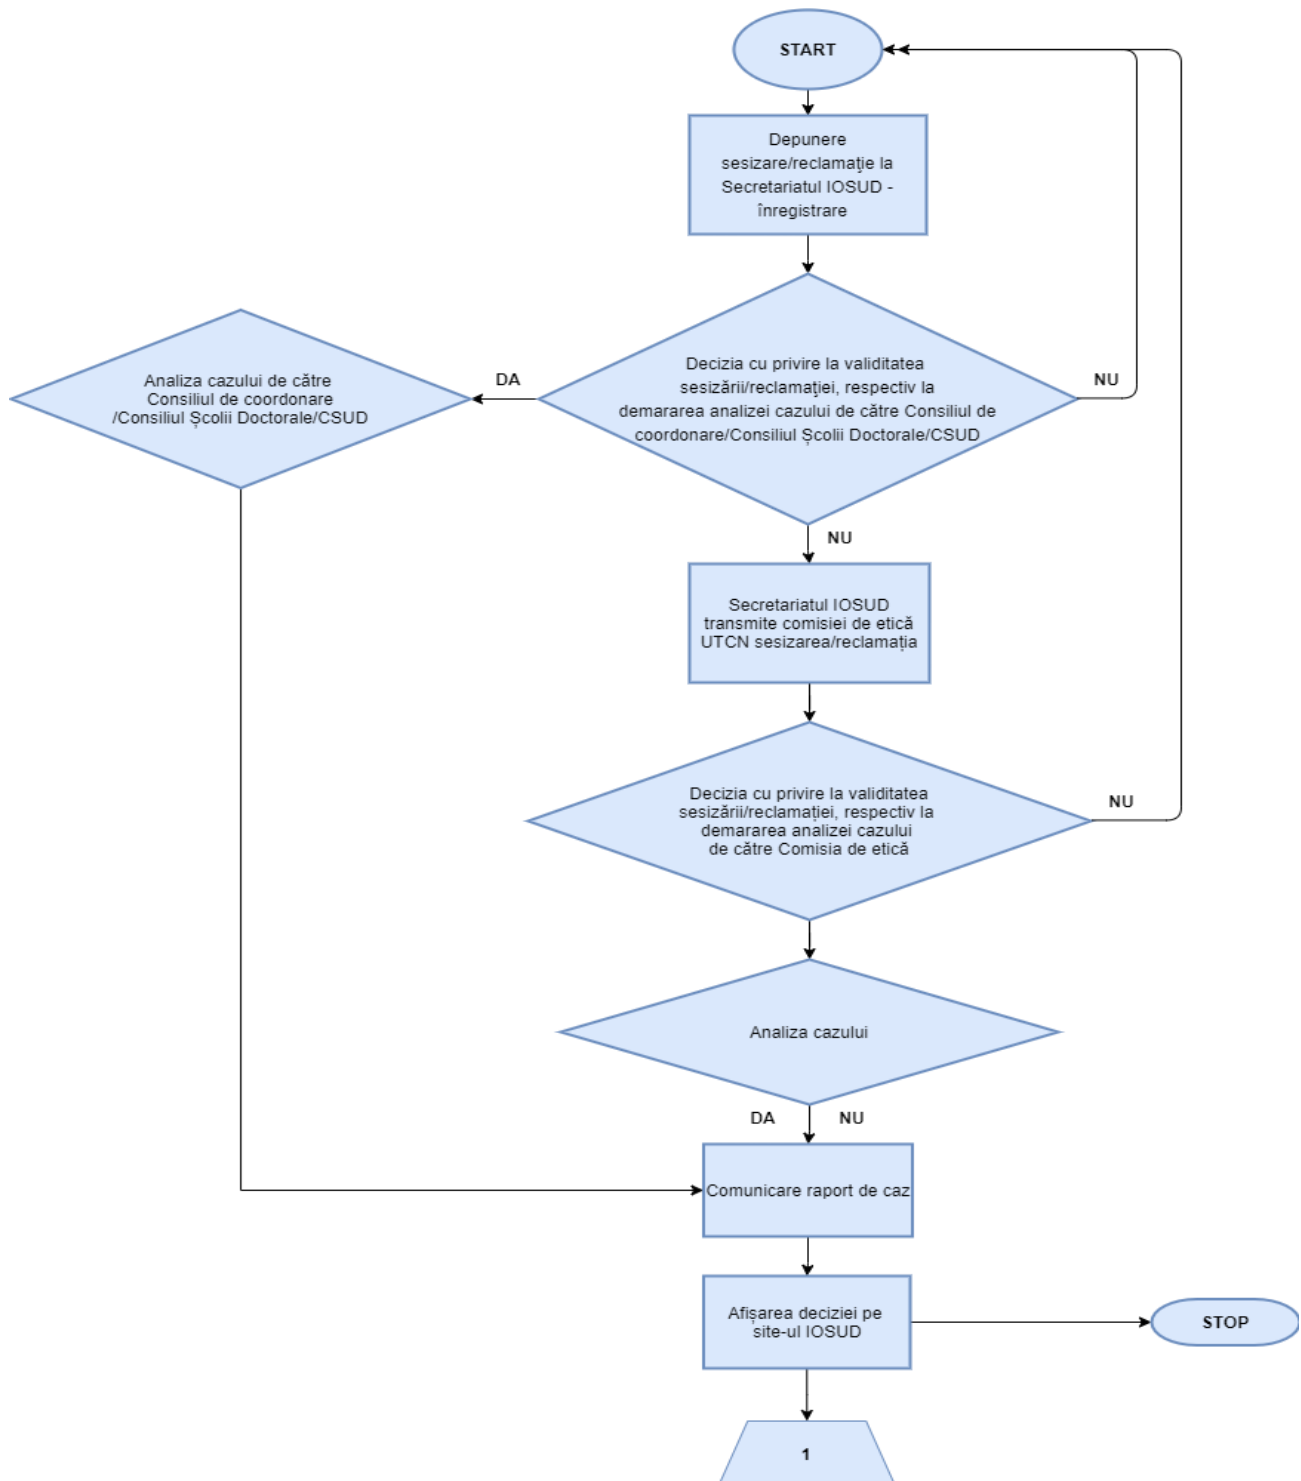 START
Depunere
sesizare/reclamaţie la
Secretariatul IOSUD -
înregistrare
Decizia cu privire la validitatea
sesizării/reclamaţiei, respectiv la
demararea analizei cazului de către Consiliul de
coordonare/Consiliul Școlii Doctorale/CSUD
DA
NU
Analiza cazului de către
Consiliul de coordonare
/Consiliul Școlii Doctorale/CSUD
NU
Secretariatul IOSUD
transmite comisiei de etică
UTCN sesizarea/reclamația
Decizia cu privire la validitatea
sesizării/reclamației, respectiv la
demararea analizei cazului
de către Comisia de etică
NU
Analiza cazului
DA NU
Comunicare raport de caz
Afișarea deciziei pe
site-ul IOSUD
STOP
1